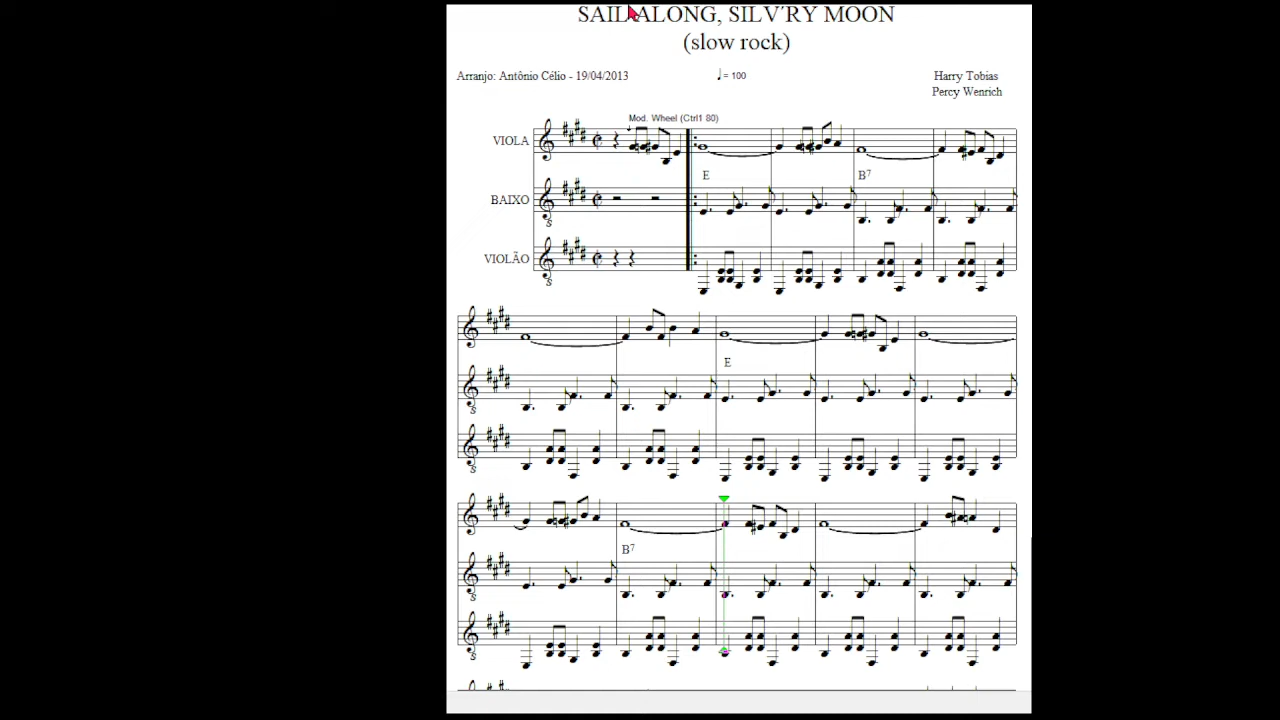 SAIL ALONG, SILV´RY MOON
(slow rock)
Arranjo: Antônio Célio - 19/04/2013
= 100
Harry Tobias
Percy Wenrich
Mod. Wheel (Ctrl1 80)
VIOLA
E
B7
BAIXO
VIOLÃO
E
B7